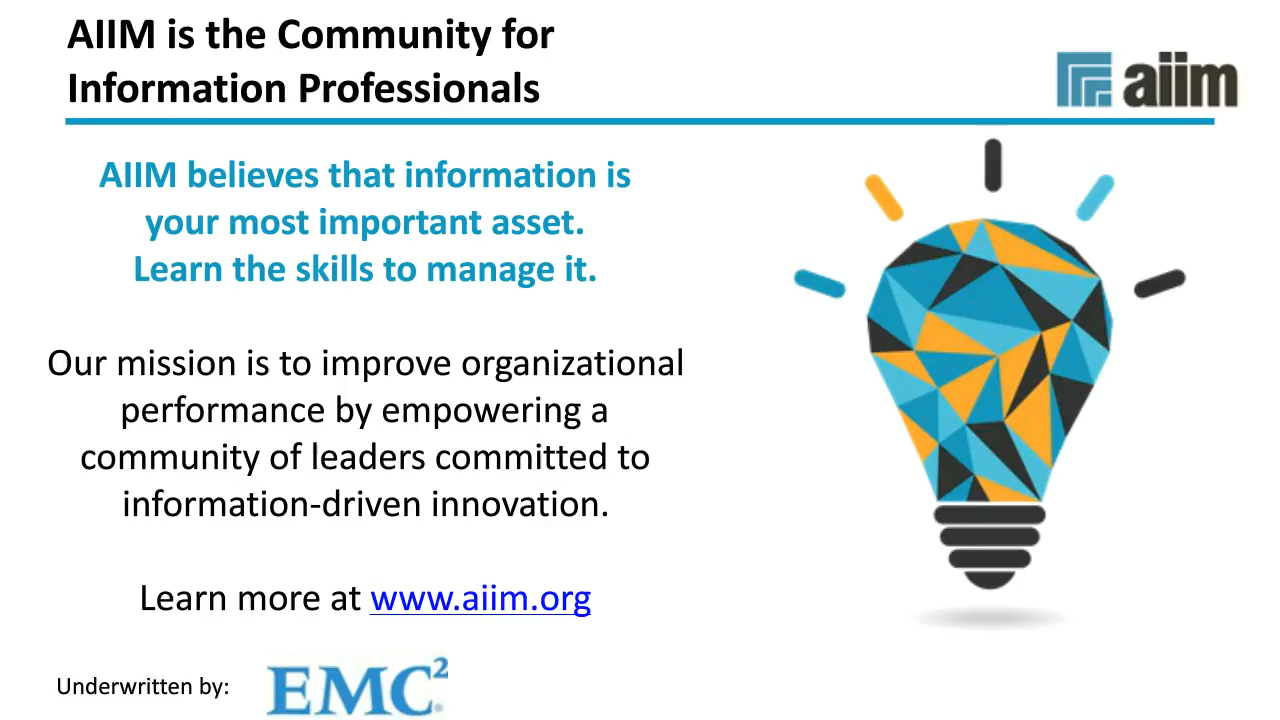 AIIM is the Community for
Information Professionals
aiim
AIIM believes that information is
your most important asset.
Learn the skills to manage it.
Our mission is to improve organizational
performance by empowering a
community of leaders committed to
information-driven innovation.
Learn more at www.aiim.org
Underwritten by: EMC²®